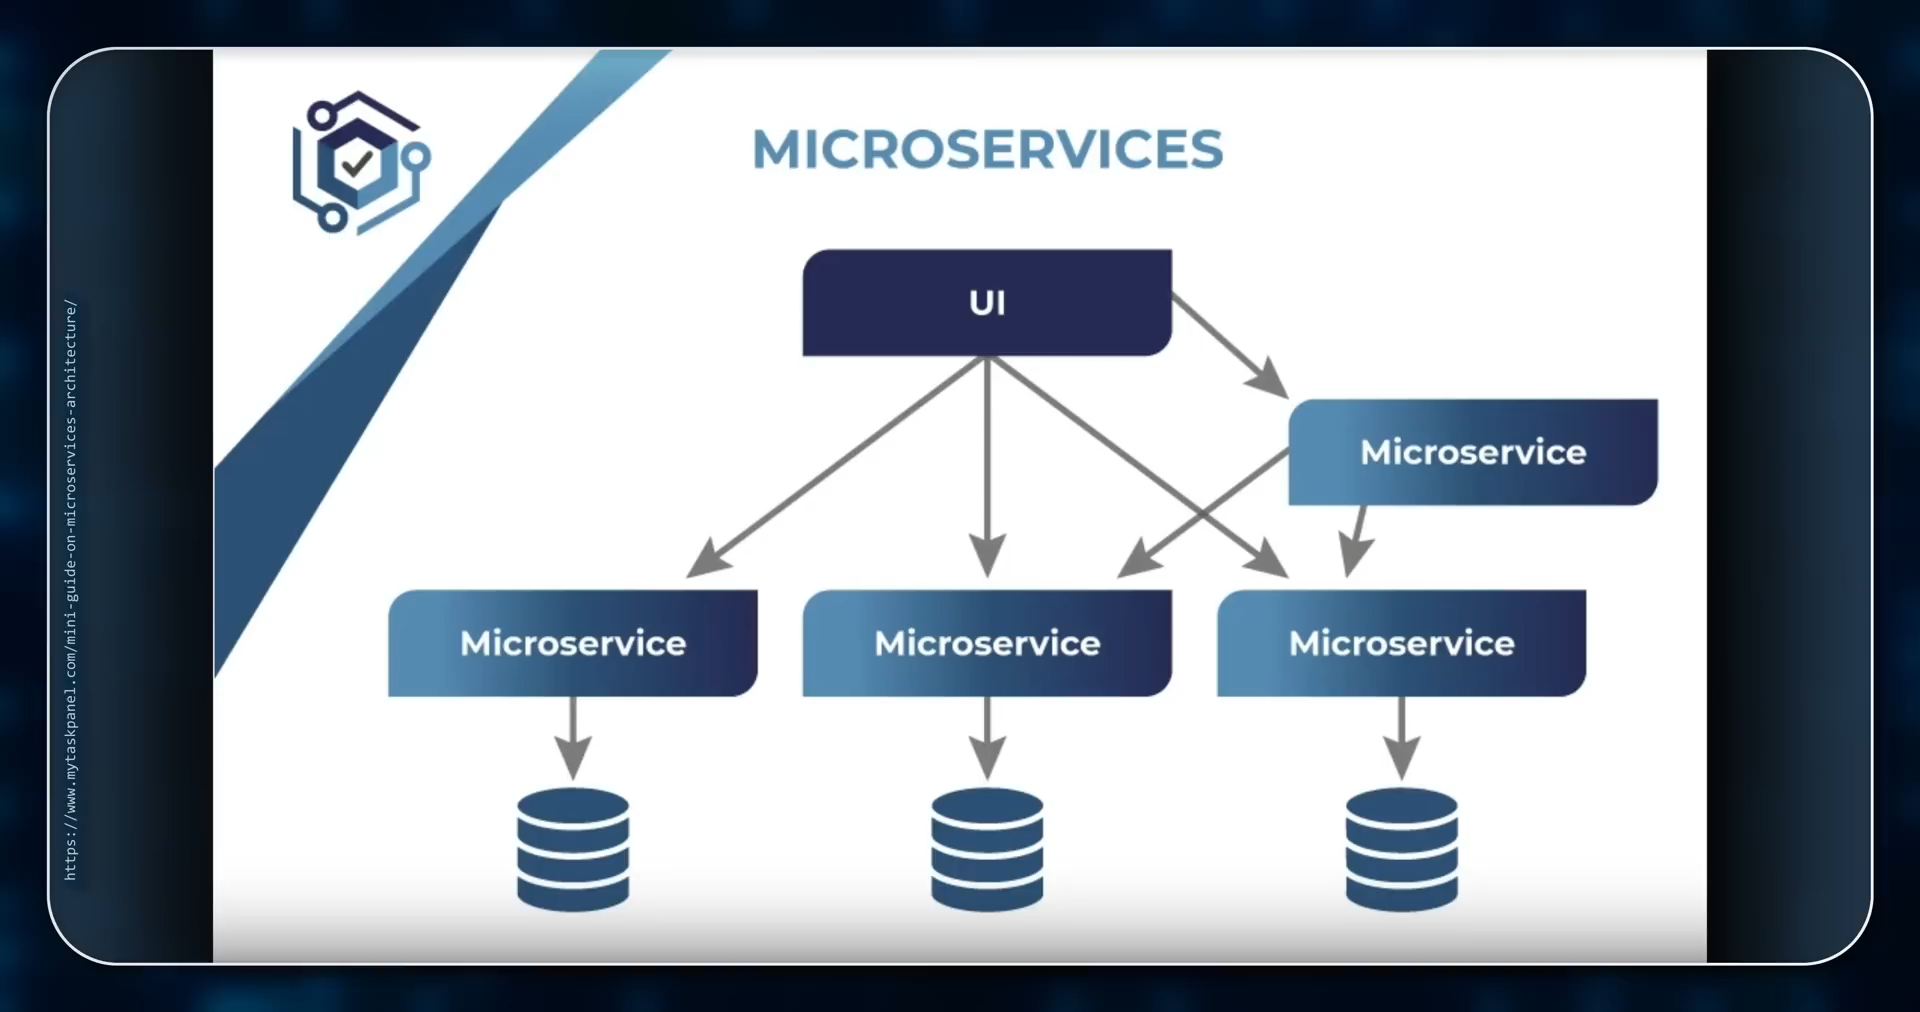 MICROSERVICES
UI
Microservice
Microservice
Microservice
Microservice
https://www.mytaskpanel.com/mini-guide-on-microservices-architecture/